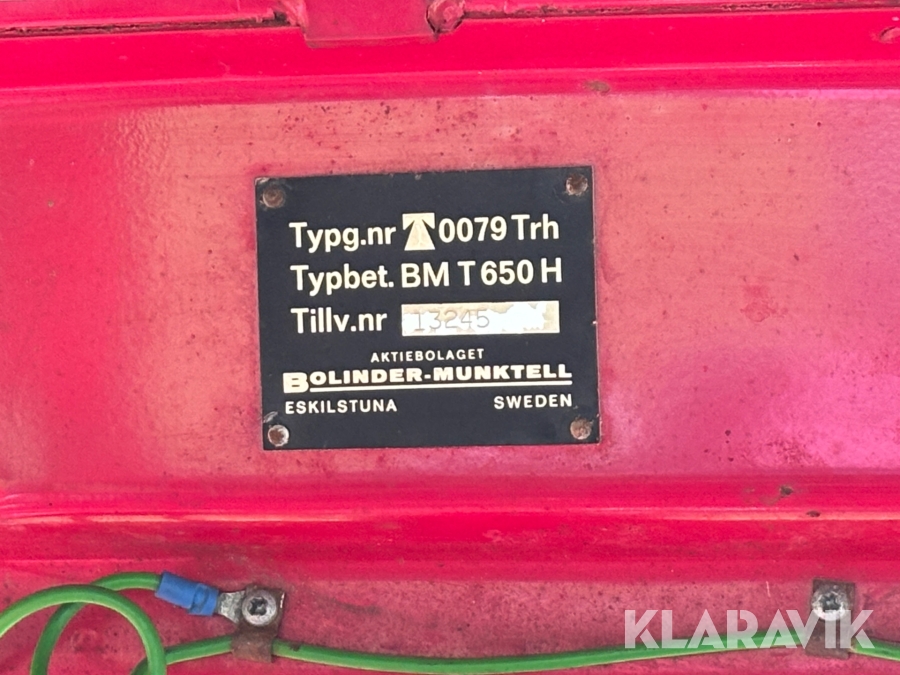 Typg.nr T 0079 Trh
Typbet. BM T 650 H
Tillv.nr 13245
AKTIEBOLAGET
BOLINDER-MUNKTELL
ESKILSTUNA SWEDEN
KLARAVIK